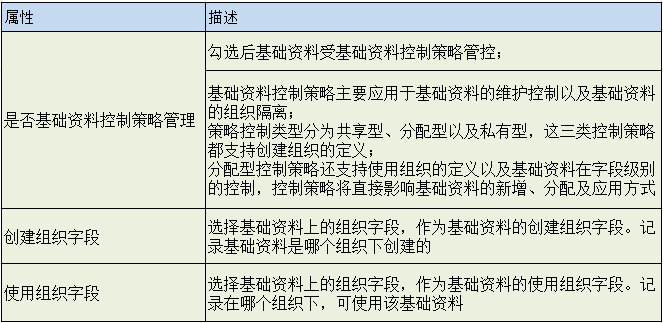 属性 描述
勾选后基础资料受基础资料控制策略管控；
是否基础资料控制策略管理
基础资料控制策略主要应用于基础资料的维护控制以及基础资料
的组织隔离；
策略控制类型分为共享型、分配型以及私有型，这三类控制策略
都支持创建组织的定义；
分配型控制策略还支持使用组织的定义以及基础资料在字段级别
的控制，控制策略将直接影响基础资料的新增、分配及应用方式
创建组织字段
选择基础资料上的组织字段，作为基础资料的创建组织字段。记
录基础资料是哪个组织下创建的
使用组织字段
选择基础资料上的组织字段，作为基础资料的使用组织字段。记
录在哪个组织下，可使用该基础资料